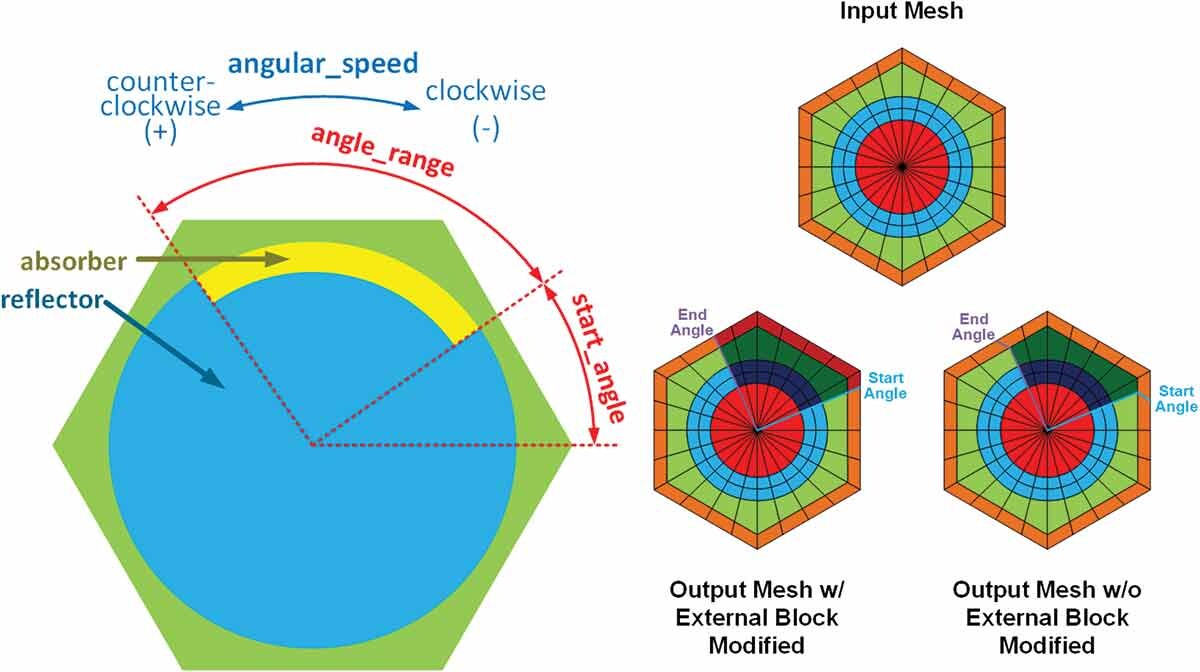 angular_speed
counter-
clockwise
(+)
clockwise
(-)
angle_range
absorber
reflector
start_angle
Input Mesh
End
Angle
Start
Angle
End
Angle
Start
Angle
Output Mesh w/
External Block
Modified
Output Mesh w/o
External Block
Modified